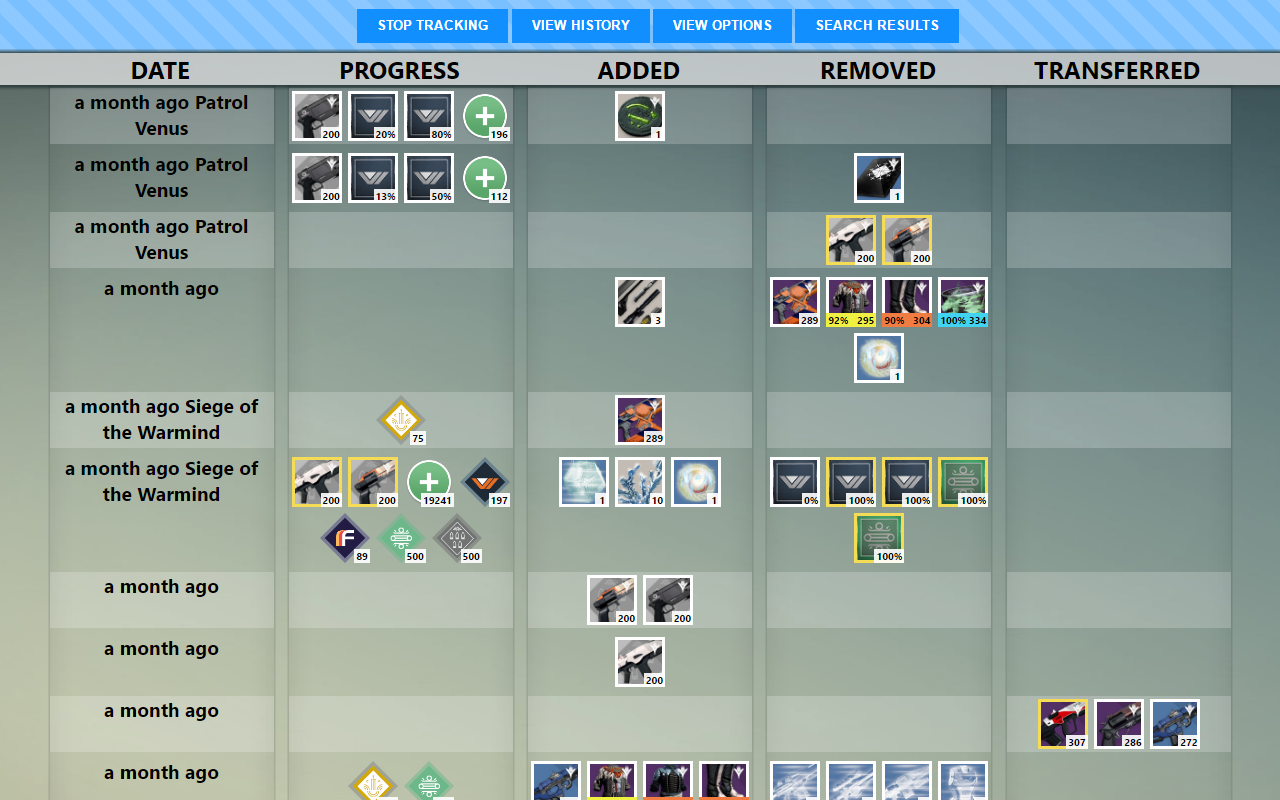 STOP TRACKING VIEW HISTORY VIEW OPTIONS SEARCH RESULTS
DATE PROGRESS ADDED REMOVED TRANSFERRED
a month ago Patrol
Venus
200 20% 80% 196 1
a month ago Patrol
Venus
200 13% 50% 112 1
a month ago Patrol
Venus
200 200
a month ago
3 289 92% 295 90% 304 100% 334
1
a month ago Siege of
the Warmind
75 289
a month ago Siege of
the Warmind
200 200 19241 197 1 10 1 0% 100% 100% 100%
89 500 500 100%
a month ago
200 200
a month ago
200
a month ago
307 286 272
a month ago